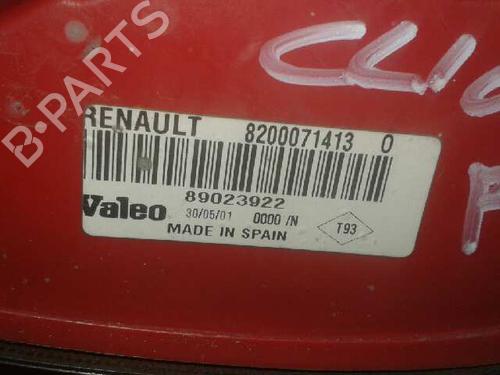 B-PARTS
CLIO
RENAULT 8200071413 0
89023922
Valeo 30/05/01 0000 /N T93
MADE IN SPAIN